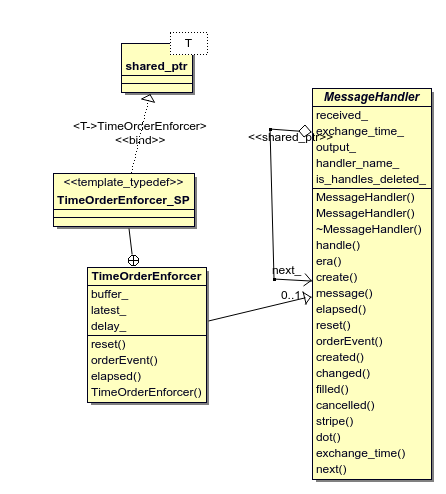 T
shared_ptr
<T->TimeOrderEnforcer>
<<bind>>
<<template_typedef>>
TimeOrderEnforcer_SP
TimeOrderEnforcer
buffer_
latest_
delay_
reset()
orderEvent()
elapsed()
TimeOrderEnforcer()
<<shared_ptr>>
next_
0..1
MessageHandler
received_
exchange_time_
output_
handler_name_
is_handles_deleted_
MessageHandler()
MessageHandler()
~MessageHandler()
handle()
era()
create()
message()
elapsed()
reset()
orderEvent()
created()
changed()
filled()
cancelled()
stripe()
dot()
exchange_time()
next()